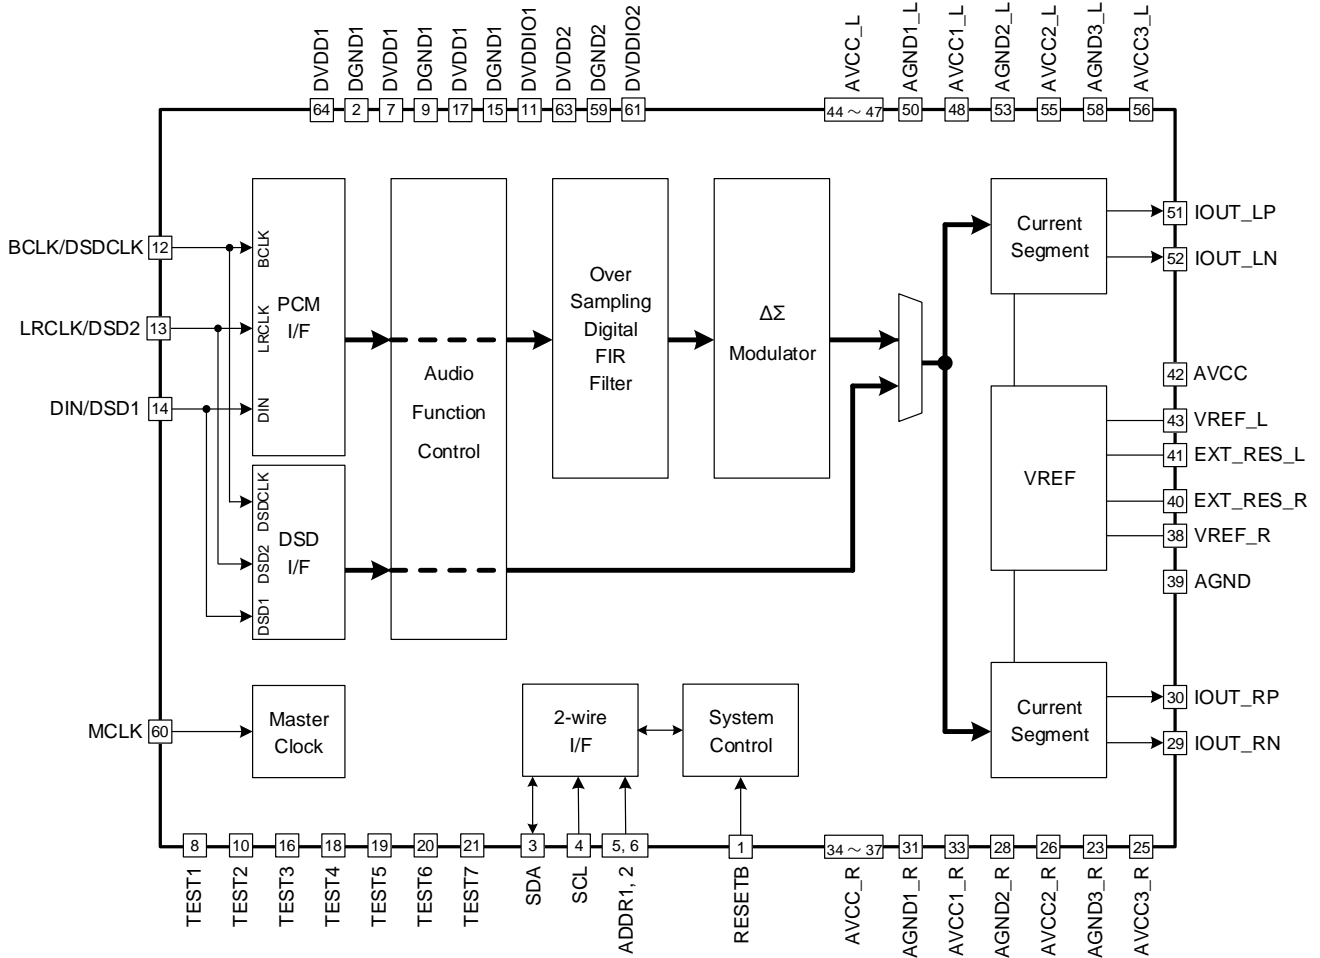 DVDD1
DGND1
DVDD1
DGND1
DVDD1
DGND1
DVDDIO1
DVDD2
DGND2
DVDDIO2
AVCC_L
AGND1_L
AVCC1_L
AGND2_L
AVCC2_L
AGND3_L
AVCC3_L
64
2
7
9
17
15
11
63
59
61
44 ~ 47
50
48
53
55
58
56
BCLK/DSDCLK
12
LRCLK/DSD2
13
DIN/DSD1
14
MCLK
60
BCLK
LRCLK
DIN
PCM
I/F
DSDCLK
DSD2
DSD1
DSD
I/F
Audio
Function
Control
Over
Sampling
Digital
FIR
Filter
ΔΣ
Modulator
Current
Segment
VREF
Current
Segment
51
IOUT_LP
52
IOUT_LN
42
AVCC
43
VREF_L
41
EXT_RES_L
40
EXT_RES_R
38
VREF_R
39
AGND
30
IOUT_RP
29
IOUT_RN
Master
Clock
2-wire
I/F
System
Control
8
10
16
18
19
20
21
3
4
5, 6
1
34 ~ 37
31
33
28
26
23
25
TEST1
TEST2
TEST3
TEST4
TEST5
TEST6
TEST7
SDA
SCL
ADDR1, 2
RESETB
AVCC_R
AGND1_R
AVCC1_R
AGND2_R
AVCC2_R
AGND3_R
AVCC3_R